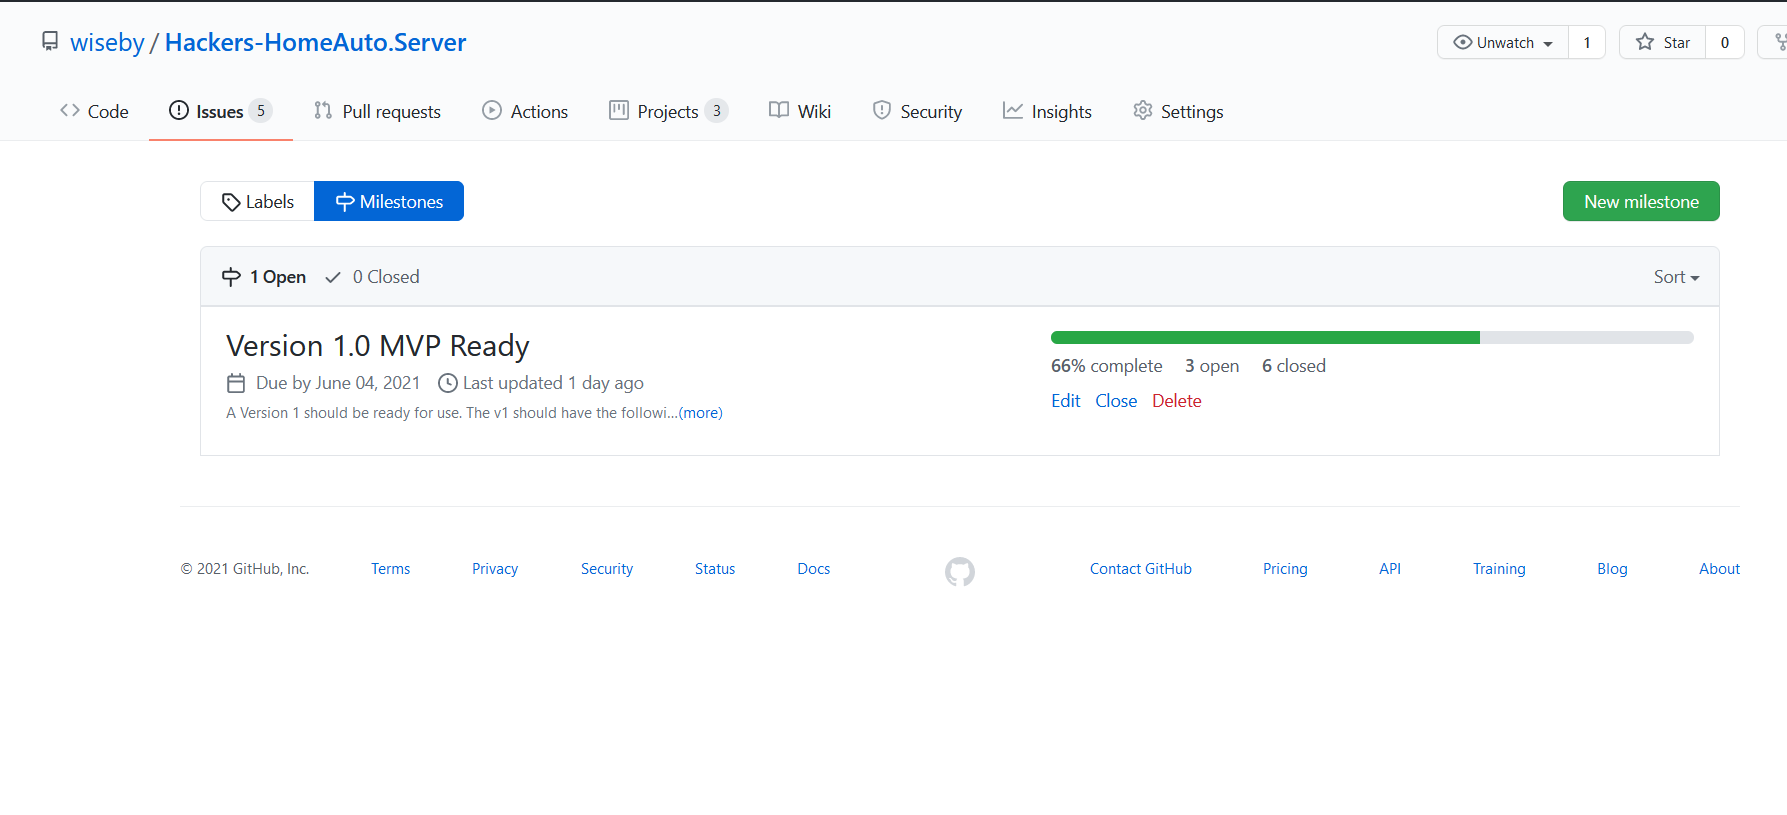 wiseby / Hackers-HomeAuto.Server
Unwatch 1 Star 0
Code Issues 5 Pull requests Actions Projects 3 Wiki Security Insights Settings
Labels Milestones New milestone
1 Open 0 Closed Sort
Version 1.0 MVP Ready
Due by June 04, 2021 Last updated 1 day ago
A Version 1 should be ready for use. The v1 should have the followi...(more)
66% complete 3 open 6 closed
Edit Close Delete
© 2021 GitHub, Inc. Terms Privacy Security Status Docs Contact GitHub Pricing API Training Blog About